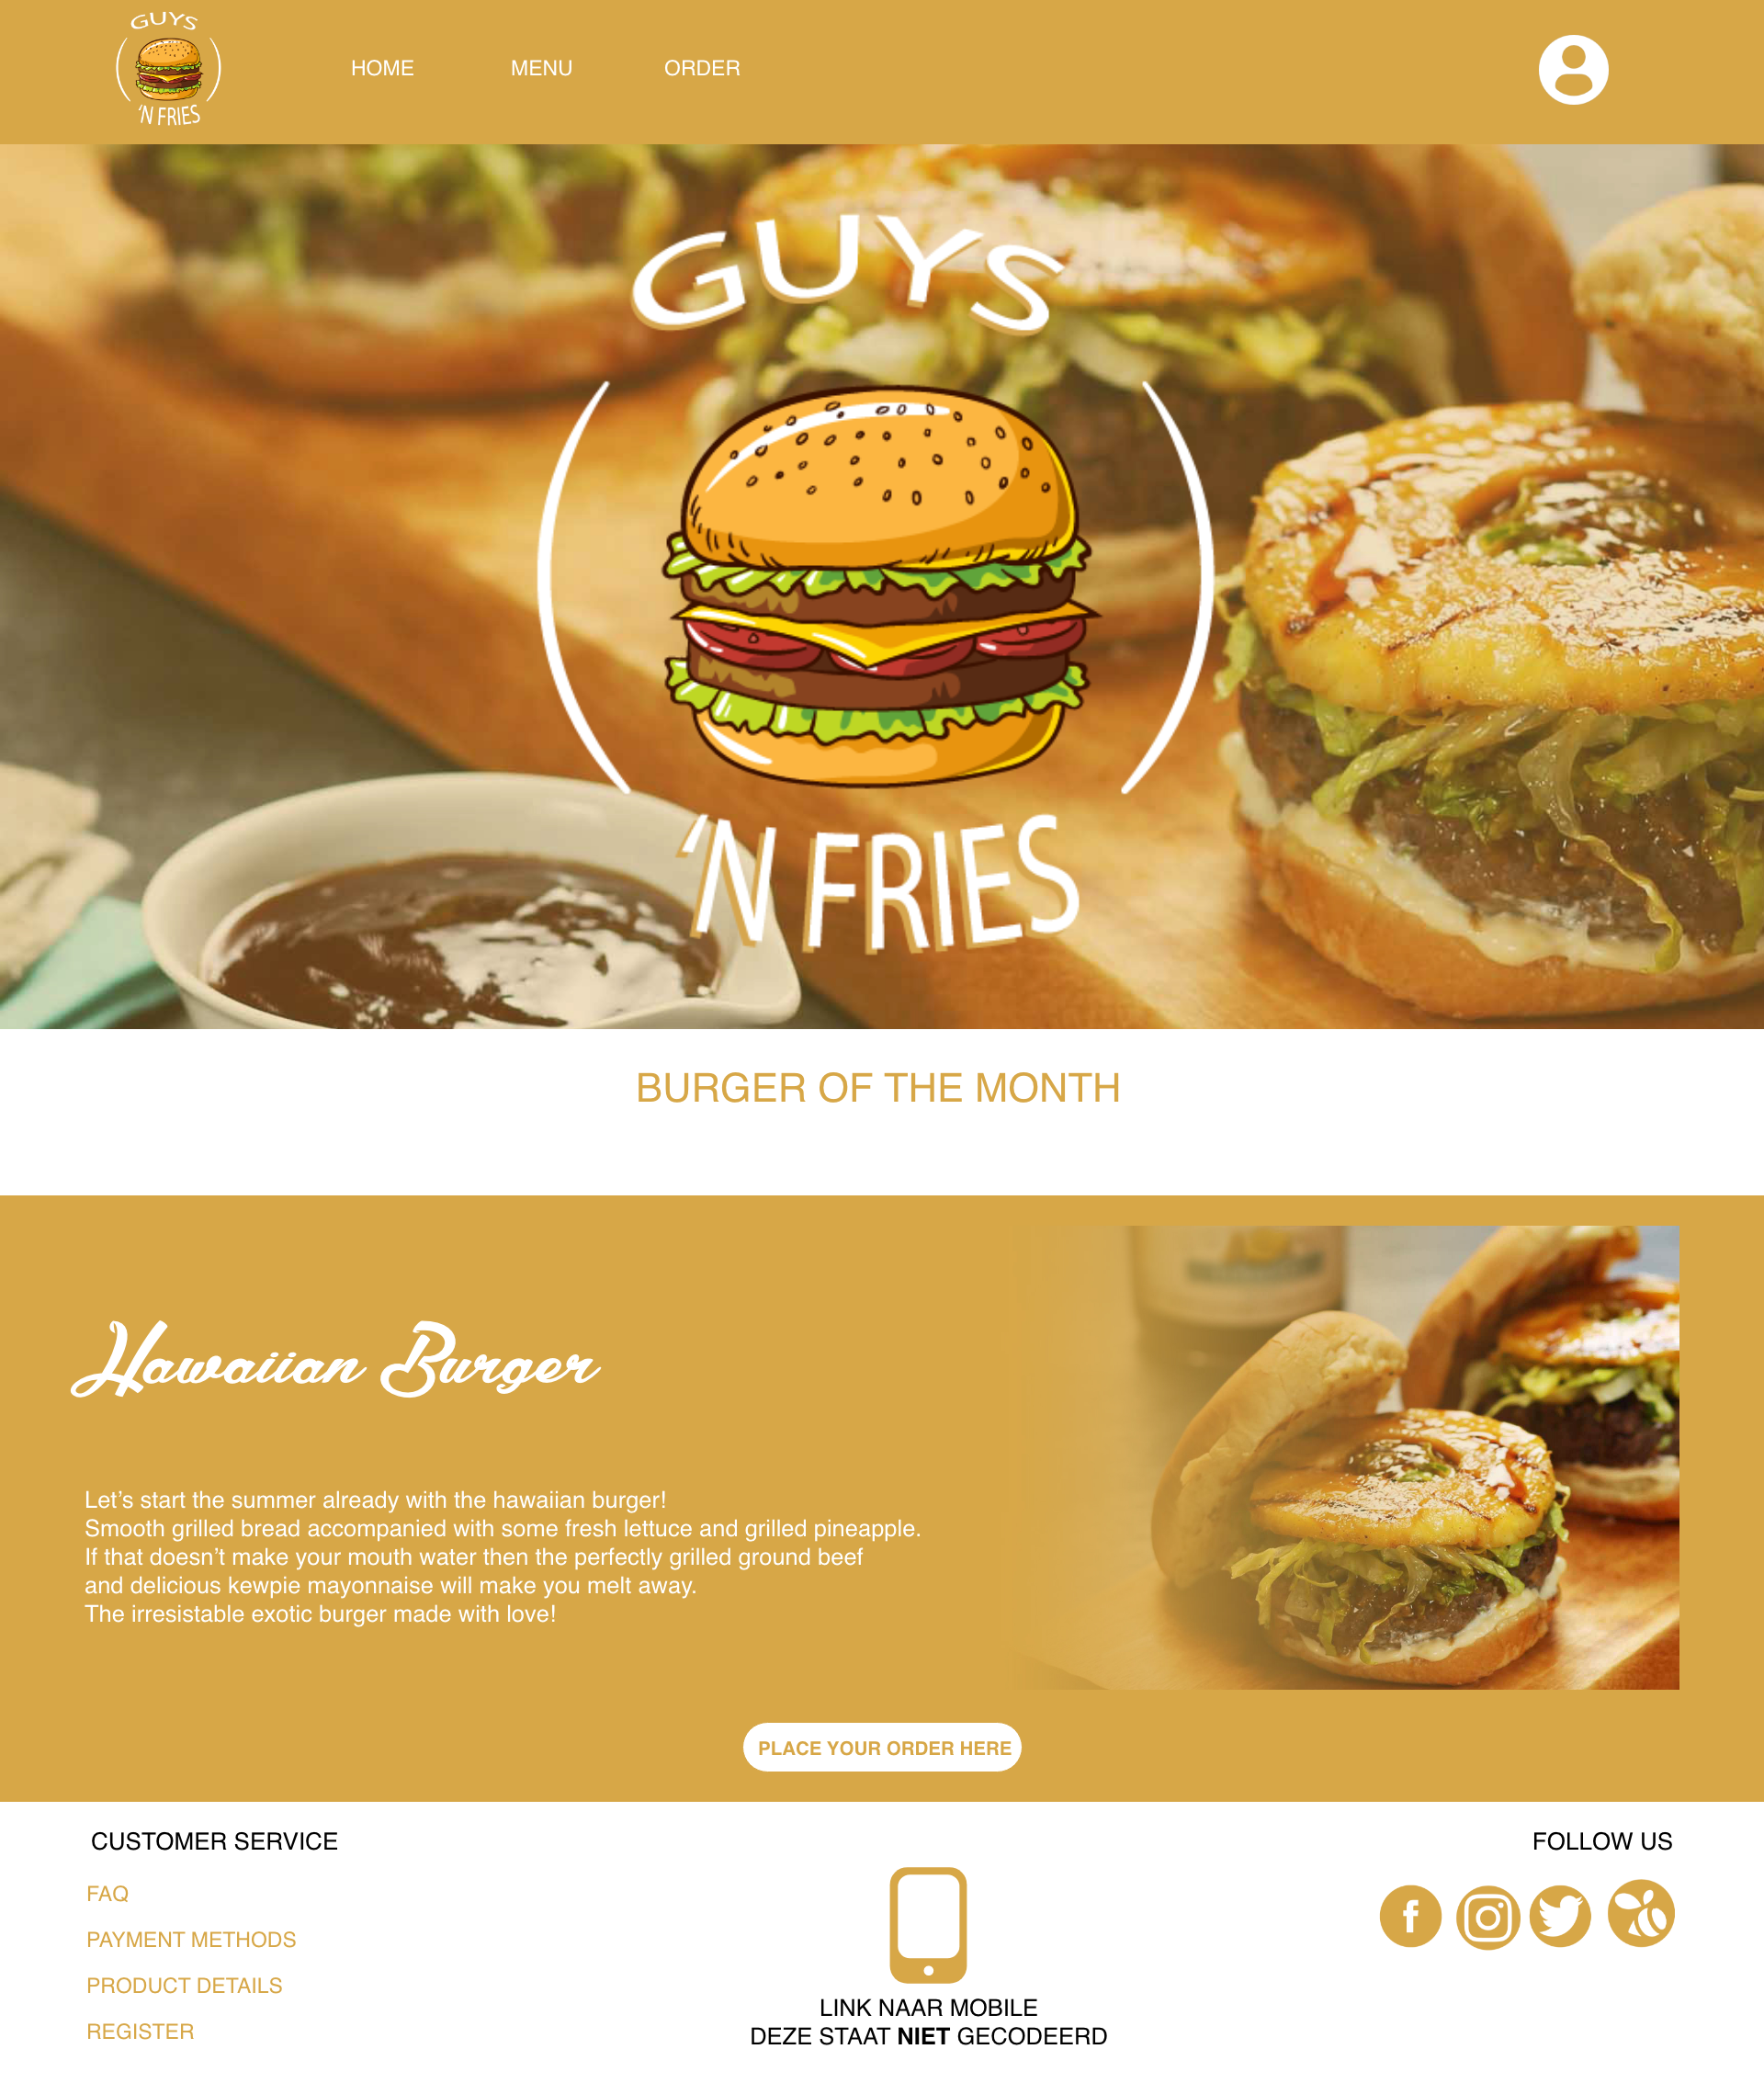 GUYS
'N FRIES
HOME
MENU
ORDER
GUYS
'N FRIES
BURGER OF THE MONTH
Hawaiian Burger
Let's start the summer already with the hawaiian burger!
Smooth grilled bread accompanied with some fresh lettuce and grilled pineapple.
If that doesn't make your mouth water then the perfectly grilled ground beef
and delicious kewpie mayonnaise will make you melt away.
The irresistable exotic burger made with love!
PLACE YOUR ORDER HERE
CUSTOMER SERVICE
FAQ
PAYMENT METHODS
PRODUCT DETAILS
REGISTER
LINK NAAR MOBILE
DEZE STAAT NIET GECODEERD
FOLLOW US